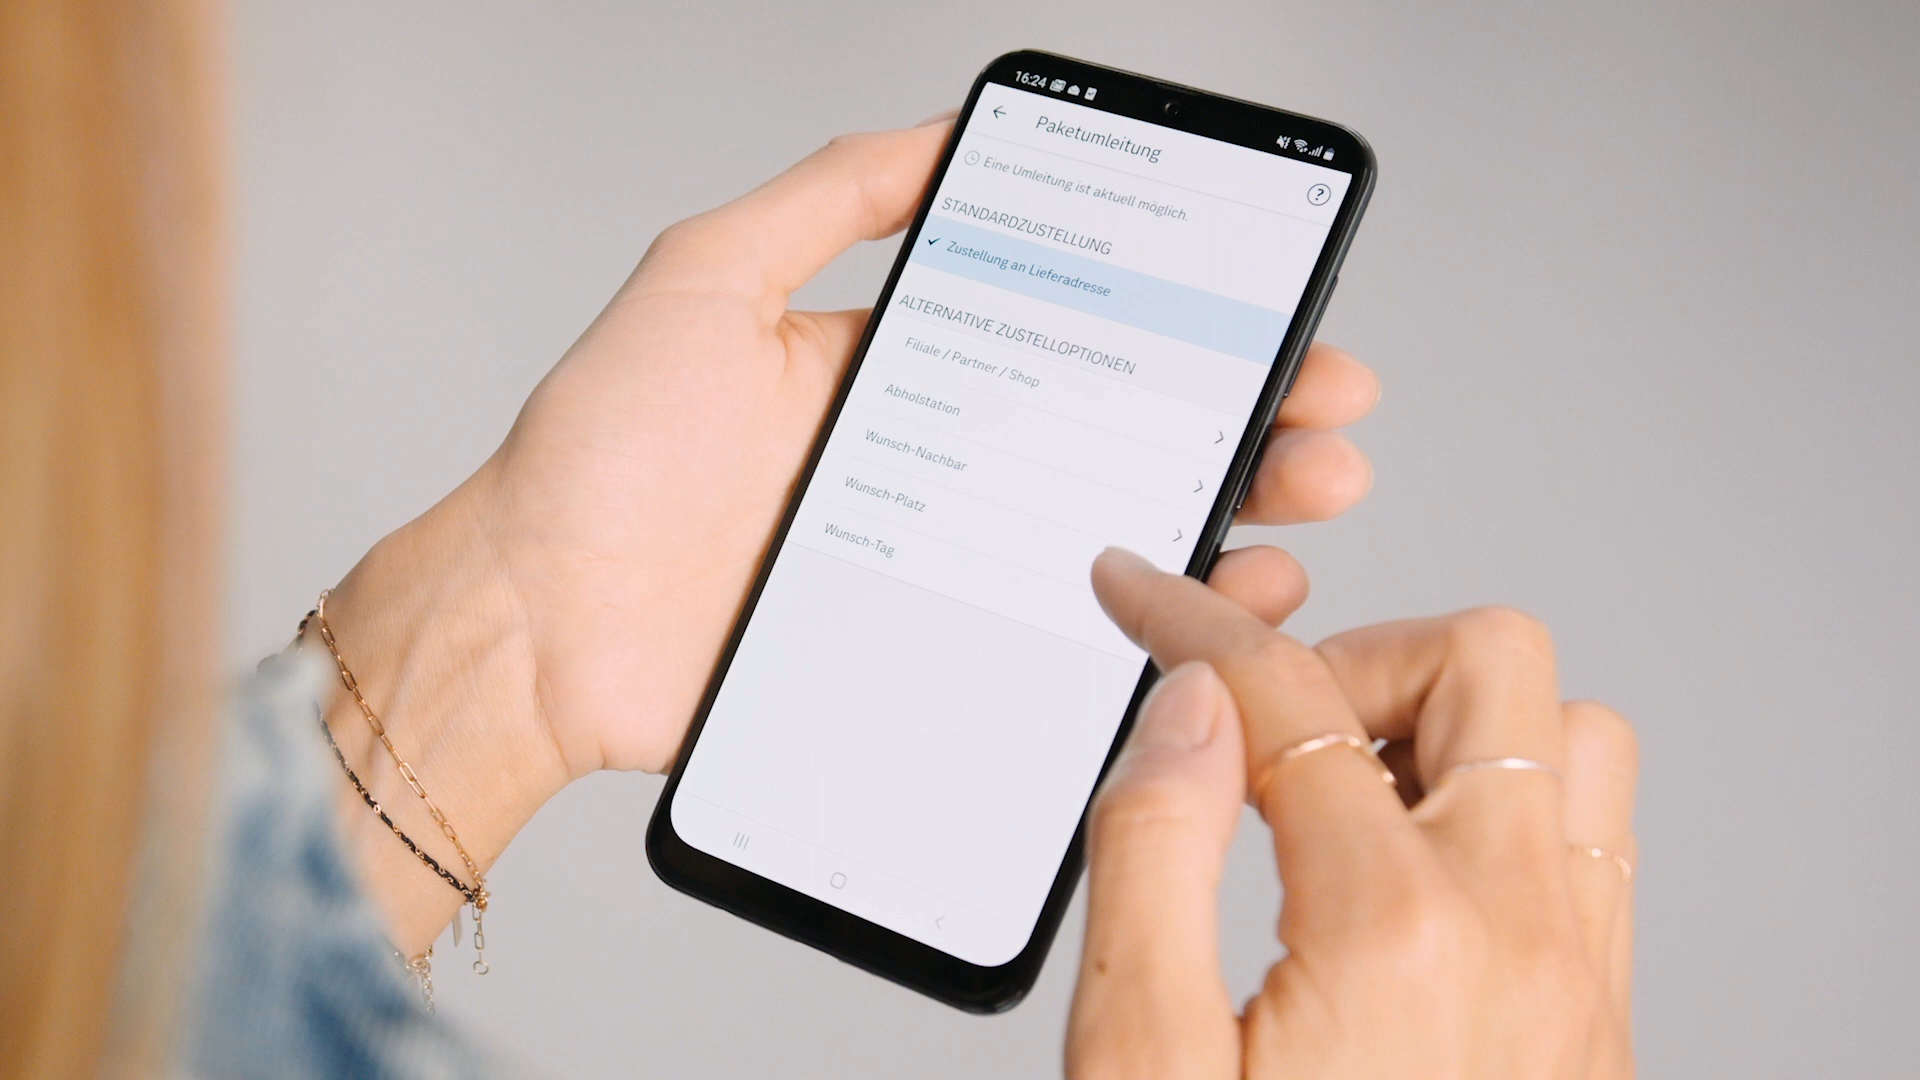 16:24
Paketumleitung
?
Eine Umleitung ist aktuell möglich.
STANDARDZUSTELLUNG
Zustellung an Lieferadresse
ALTERNATIVE ZUSTELLOPTIONEN
Filiale / Partner / Shop
Abholstation
Wunsch-Nachbar
Wunsch-Platz
Wunsch-Tag